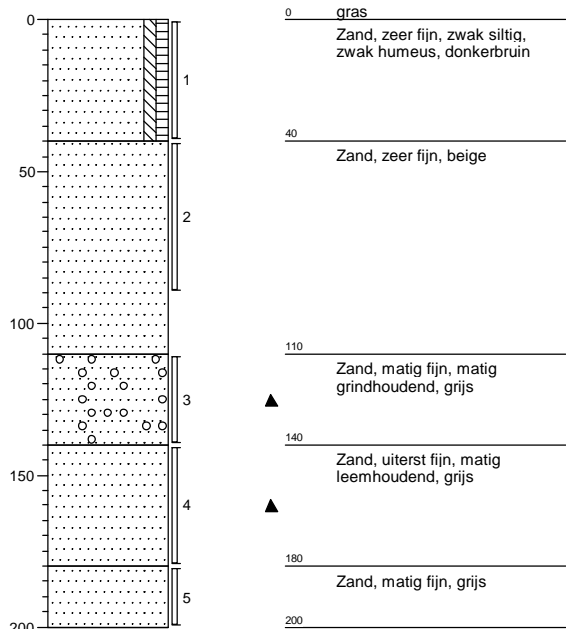 0
50
100
150
200
1
2
3
4
5
0
gras
Zand, zeer fijn, zwak siltig,
zwak humeus, donkerbruin
40
Zand, zeer fijn, beige
110
Zand, matig fijn, matig
grindhoudend, grijs
140
Zand, uiterst fijn, matig
leemhoudend, grijs
180
Zand, matig fijn, grijs
200